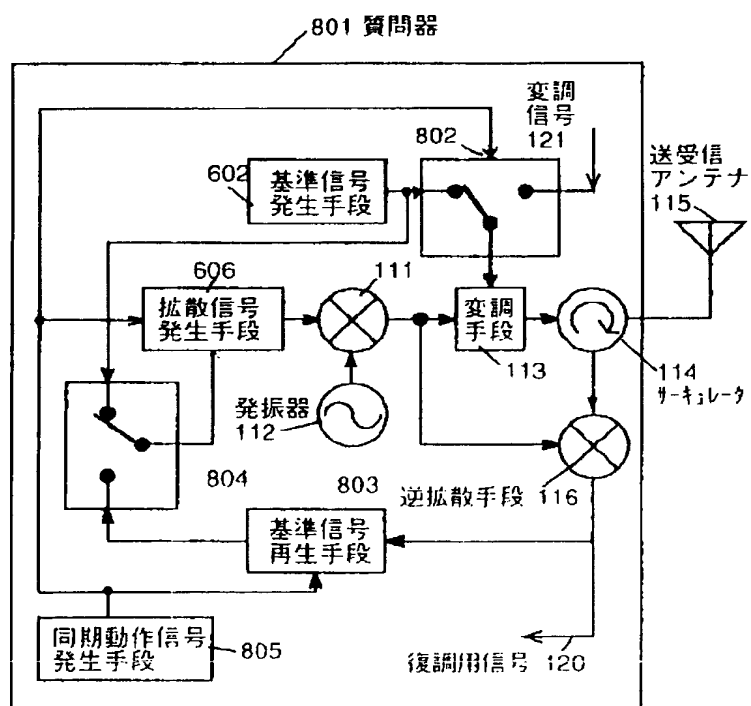 801 質問器
変調
信号
121
802
送受信
アンテナ
115
602
基準信号
発生手段
606
111
拡散信号
発生手段
変調
手段
113
114
サーキュレータ
発振器
112
804
803
逆拡散手段 116
基準信号
再生手段
同期動作信号
発生手段
805
復調用信号 120